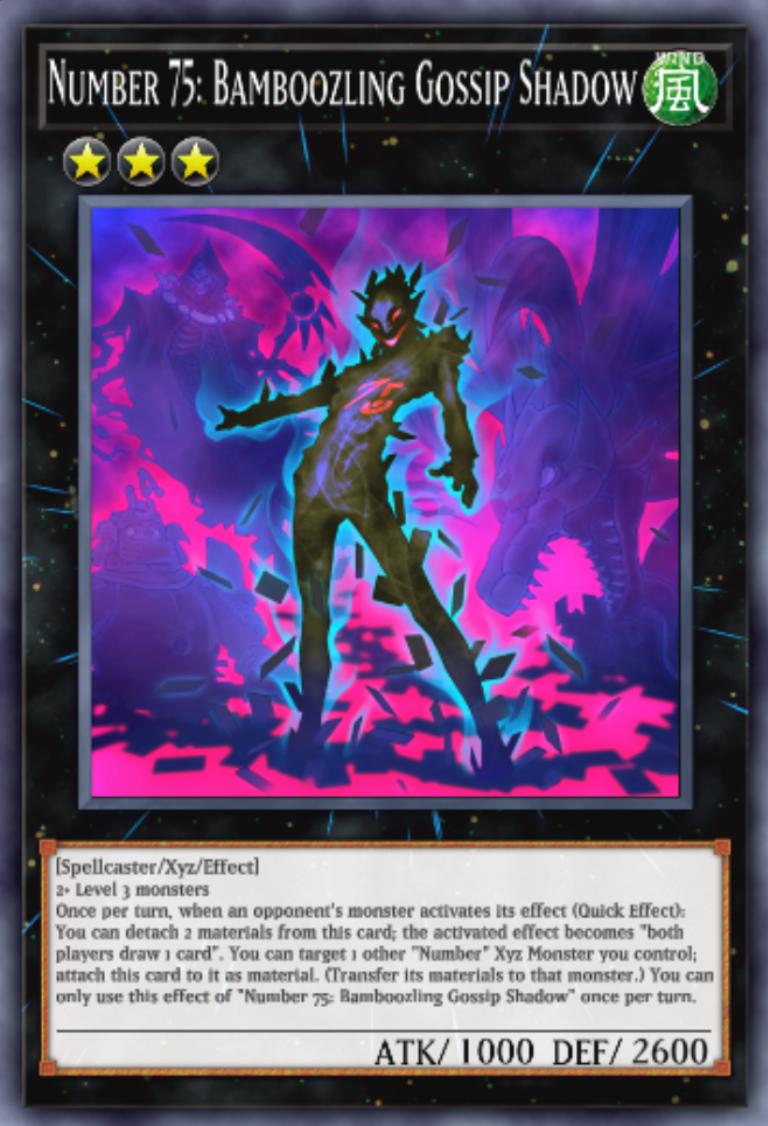 Number 75: Bamboozling Gossip Shadow
WIND
風
75
[Spellcaster/Xyz/Effect]
2+ Level 3 monsters
Once per turn, when an opponent's monster activates its effect (Quick Effect):
You can detach 2 materials from this card; the activated effect becomes "both
players draw 1 card". You can target 1 other "Number" Xyz Monster you control;
attach this card to it as material. (Transfer its materials to that monster.) You can
only use this effect of "Number 75: Bamboozling Gossip Shadow" once per turn.
ATK/ 1000 DEF/ 2600